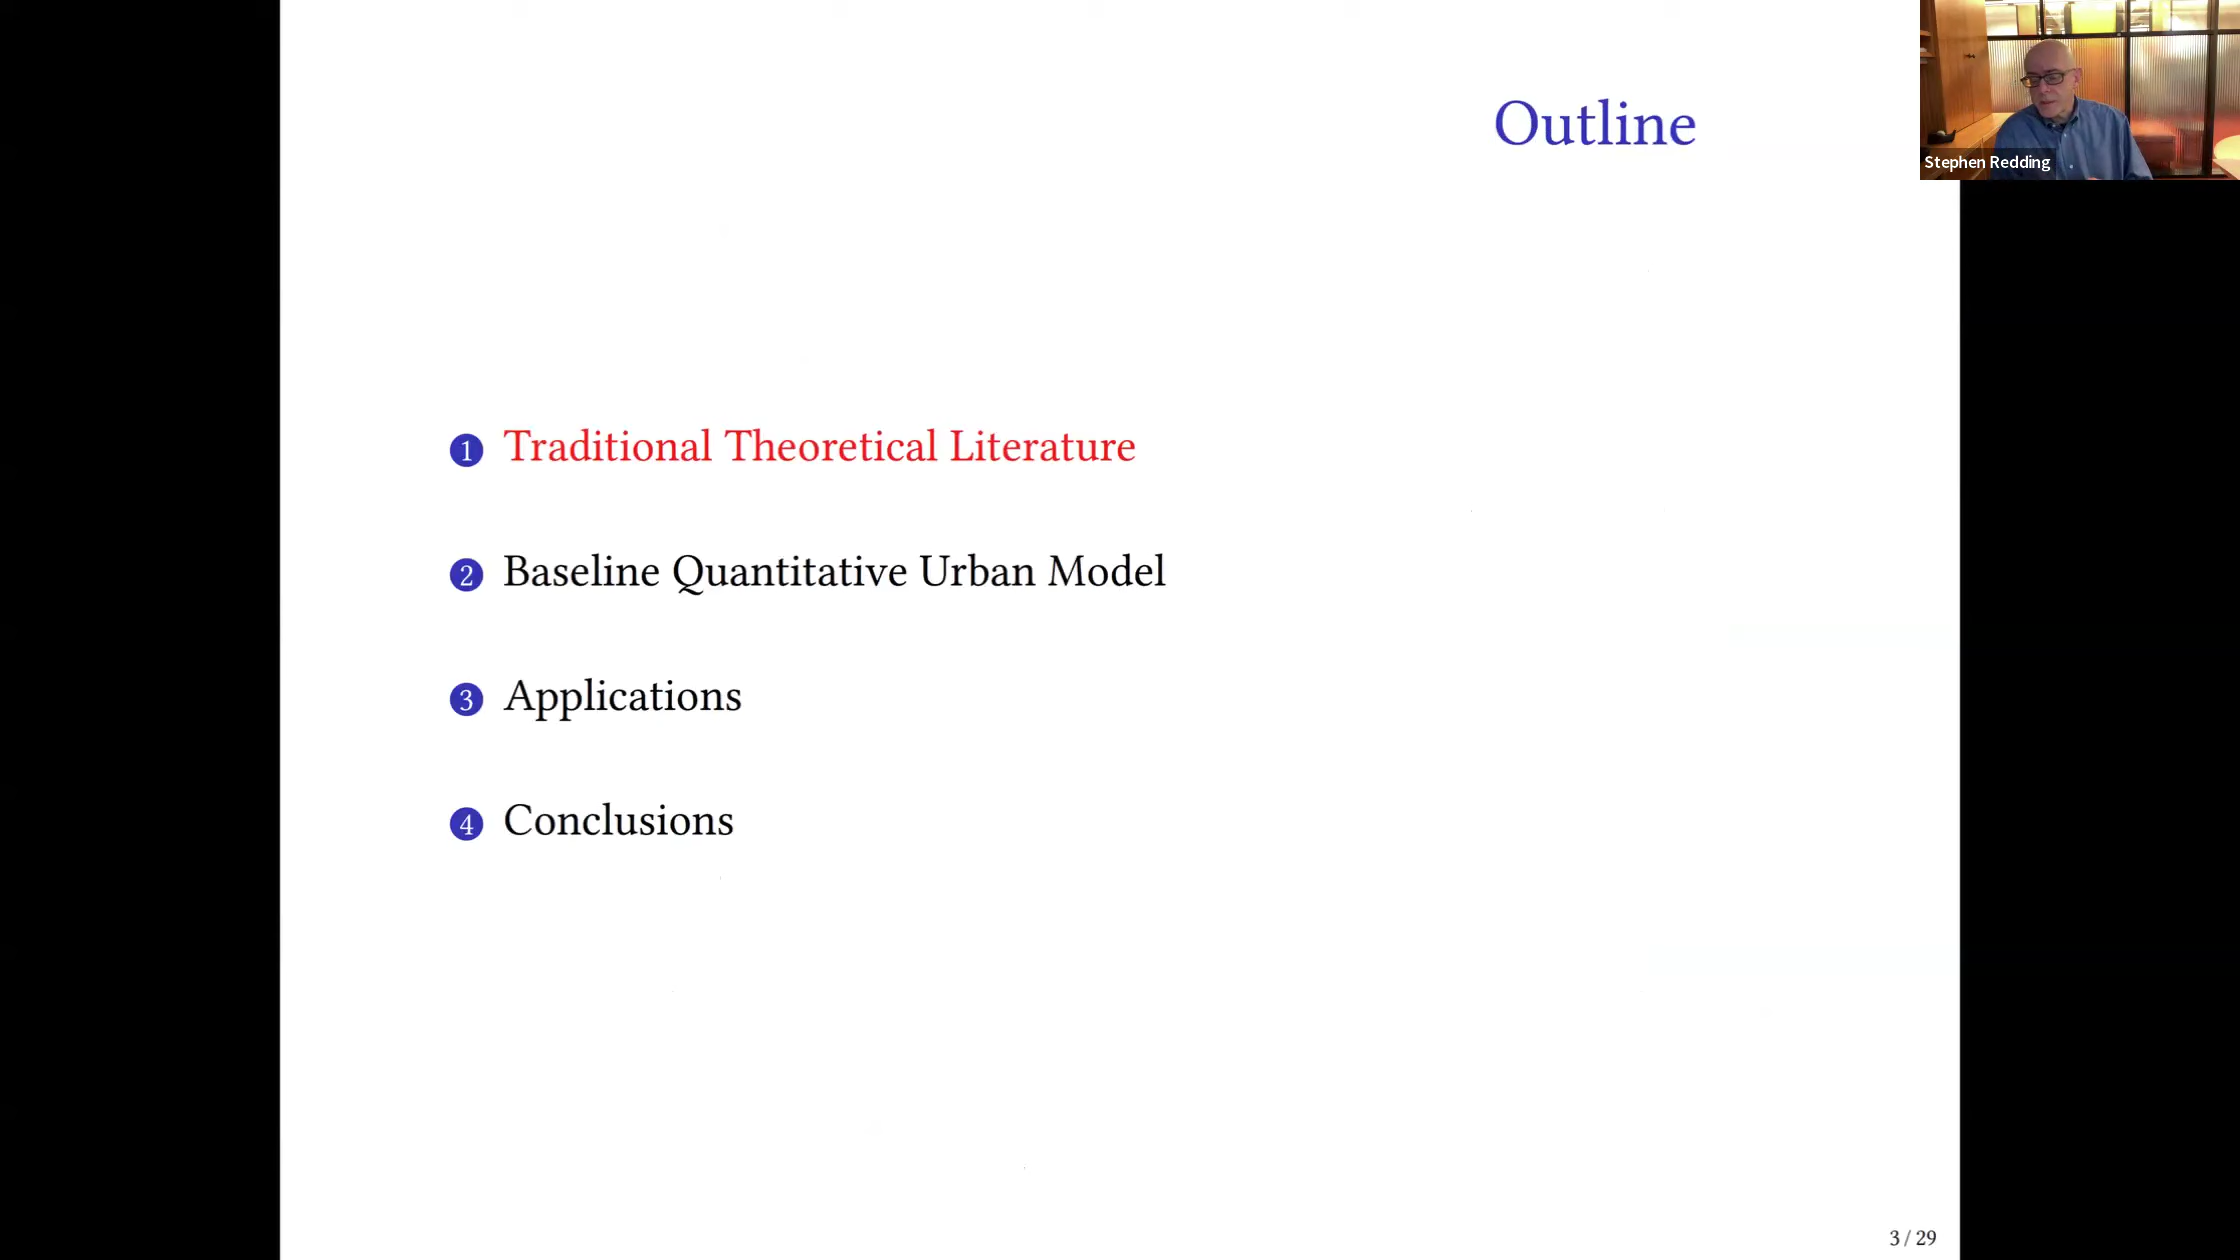 Outline
Stephen Redding
1 Traditional Theoretical Literature
2 Baseline Quantitative Urban Model
3 Applications
4 Conclusions
3 / 29